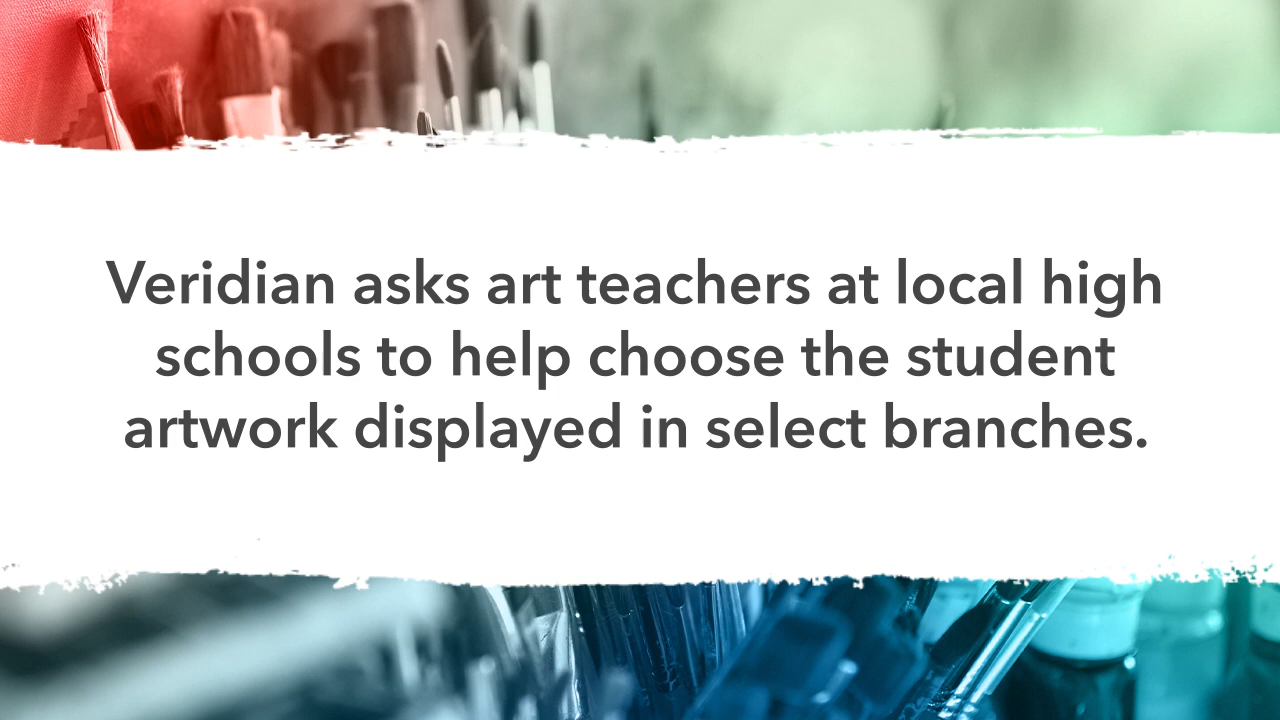 Veridian asks art teachers at local high
schools to help choose the student
artwork displayed in select branches.